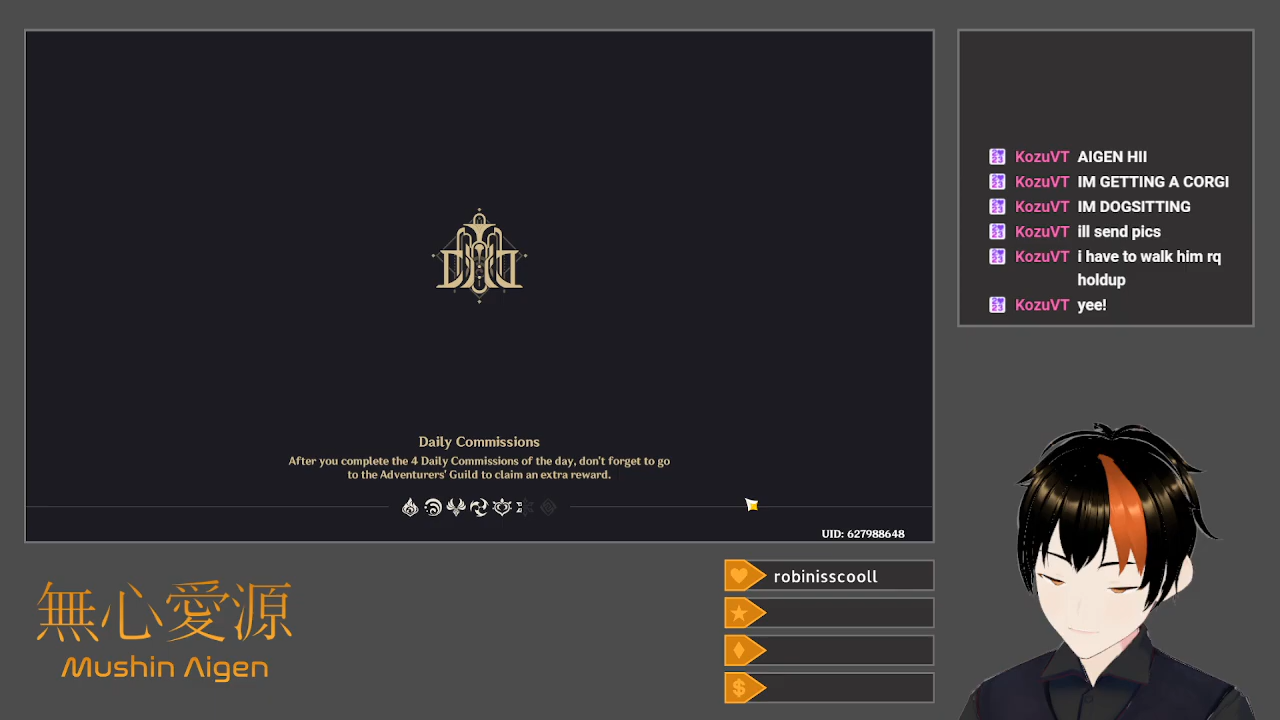 KozuVT AIGEN HII
KozuVT IM GETTING A CORGI
KozuVT IM DOGSITTING
KozuVT ill send pics
KozuVT i have to walk him rq
holdup
KozuVT yee!
Daily Commissions
After you complete the 4 Daily Commissions of the day, don't forget to go
to the Adventurers' Guild to claim an extra reward.
UID: 627988648
無心愛源
Mushin Aigen
robinisscooll